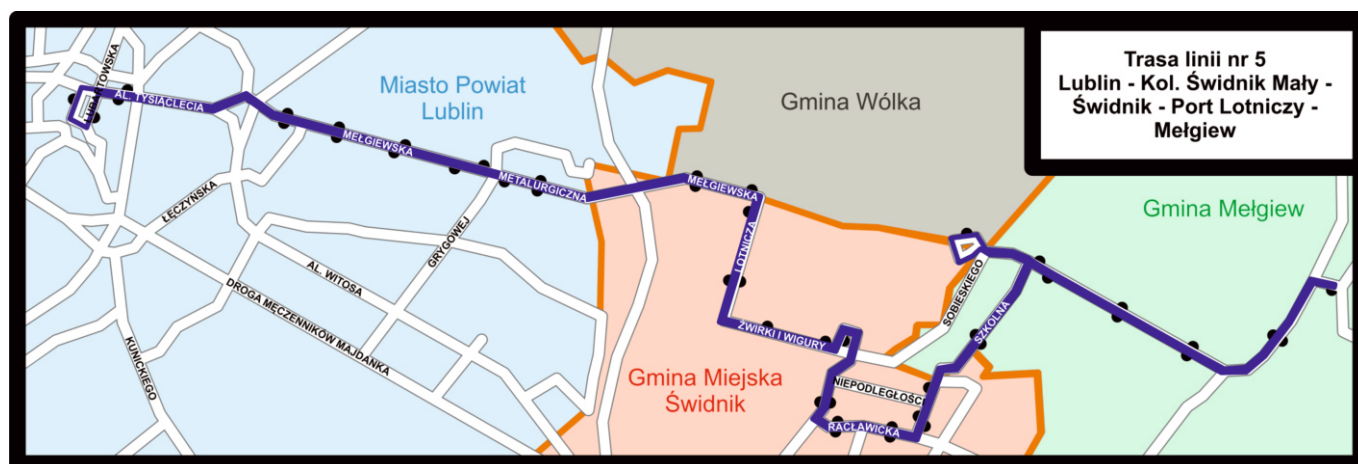 Trasa linii nr 5
Lublin - Kol. Świdnik Mały -
Świdnik - Port Lotniczy -
Mełgiew
Miasto Powiat
Lublin
Gmina Wólka
Gmina Mełgiew
Gmina Miejska
Świdnik
AL. TYSIĄCLECIA
MEŁGIEWSKA
METALURGICZNA
MEŁGIEWSKA
LOTNICZA
ŻWIRKI I WIGURY
NIEPODLEGŁOŚCI
RACŁAWICKA
SZKOLNA
SOBIESKIEGO
ŁĘCZYŃSKA
GRYGOWEJ
AL. WITOSA
DROGA MĘCZENNIKÓW MAJDANKA
KUNICKIEGO